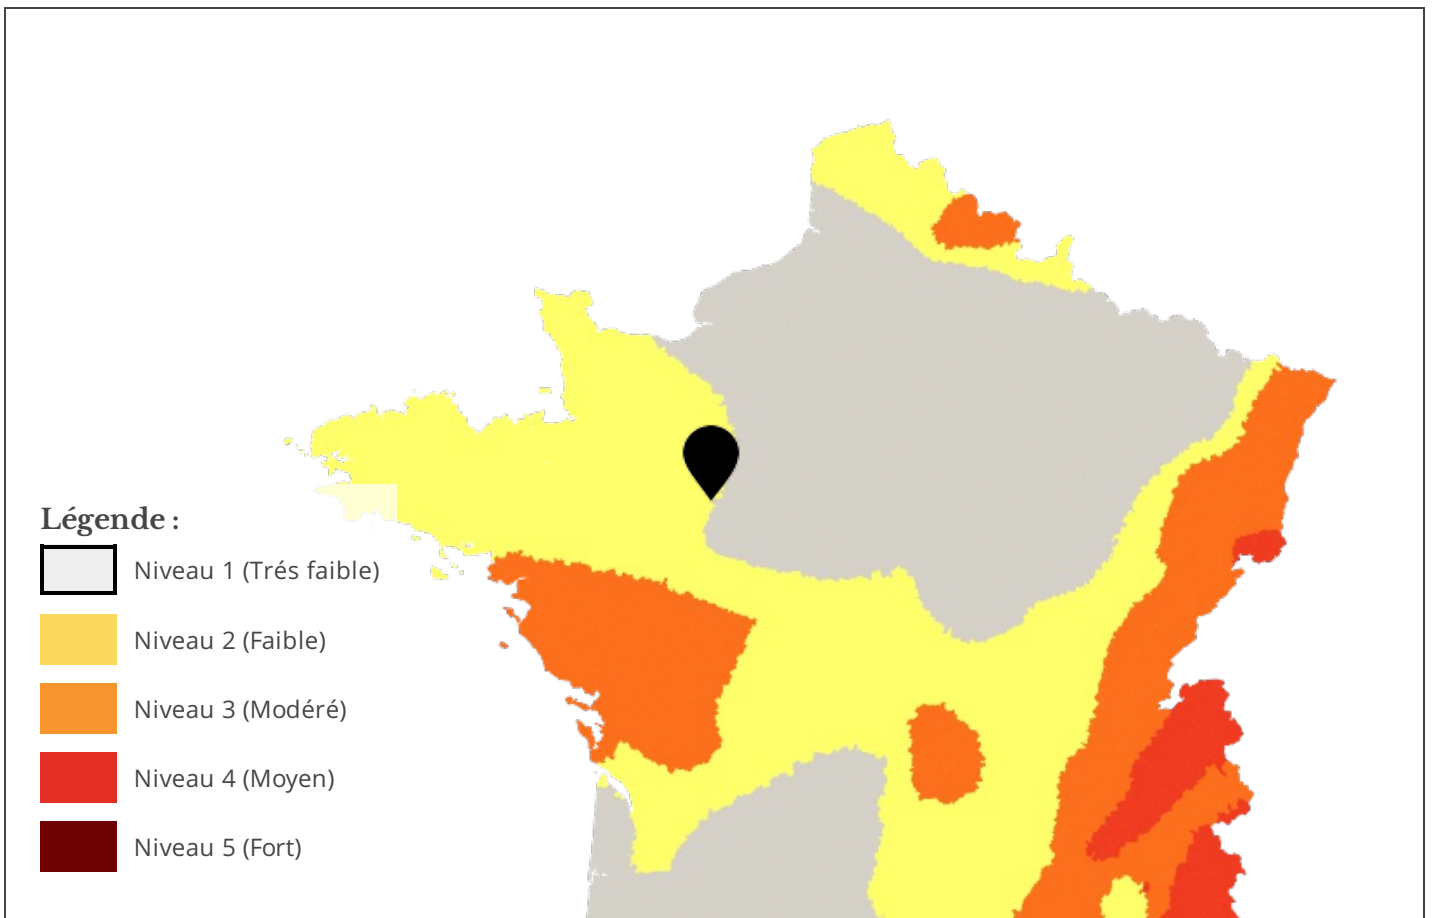 Légende :
Niveau 1 (Trés faible)
Niveau 2 (Faible)
Niveau 3 (Modéré)
Niveau 4 (Moyen)
Niveau 5 (Fort)